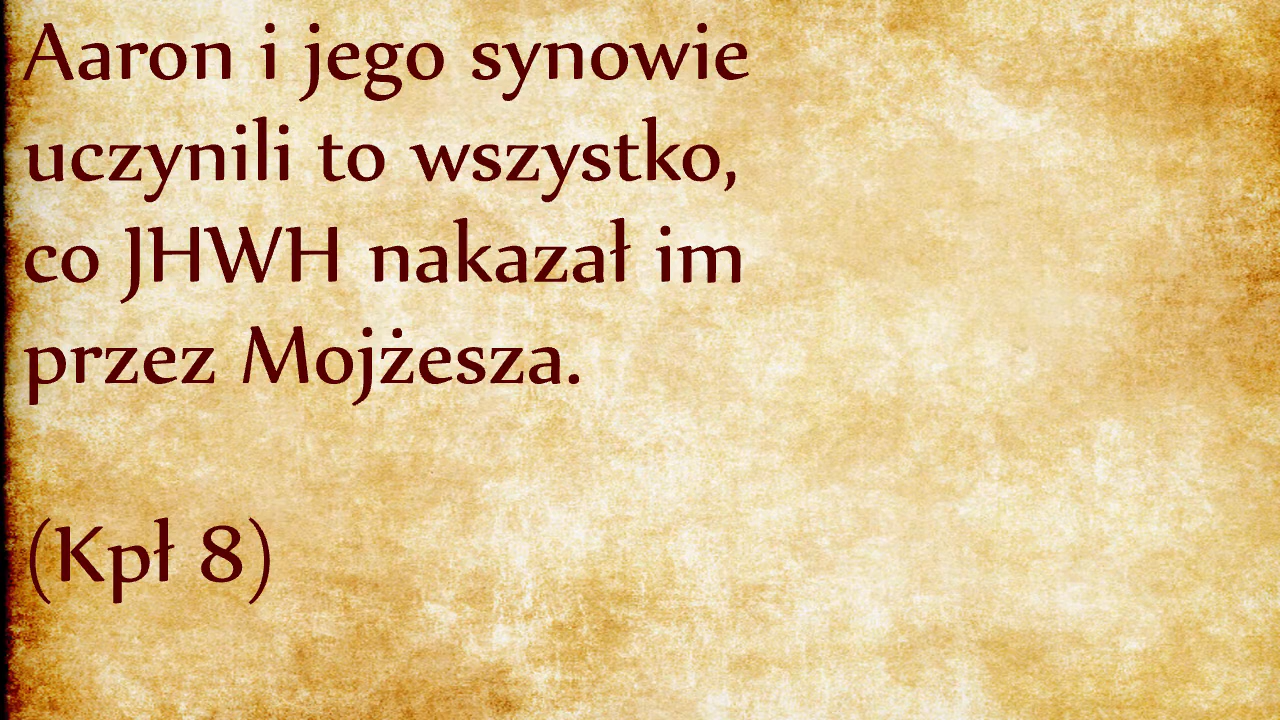 Aaron i jego synowie
uczynili to wszystko,
co JHWH nakazał im
przez Mojżesza.
(Kpł 8)